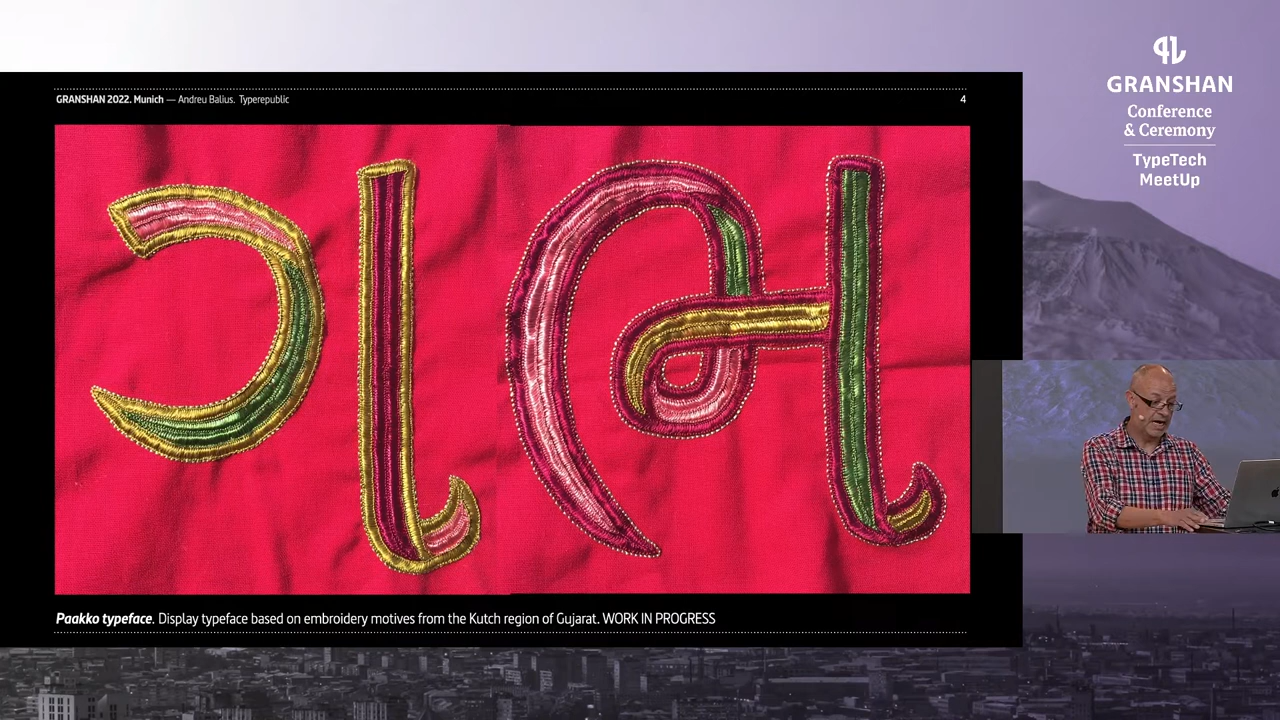 GRANSHAN 2022. Munich — Andreu Balius. Typerepublic
4
ગ ભ
Paakko typeface. Display typeface based on embroidery motives from the Kutch region of Gujarat. WORK IN PROGRESS
GRANSHAN
Conference
& Ceremony
TypeTech
MeetUp